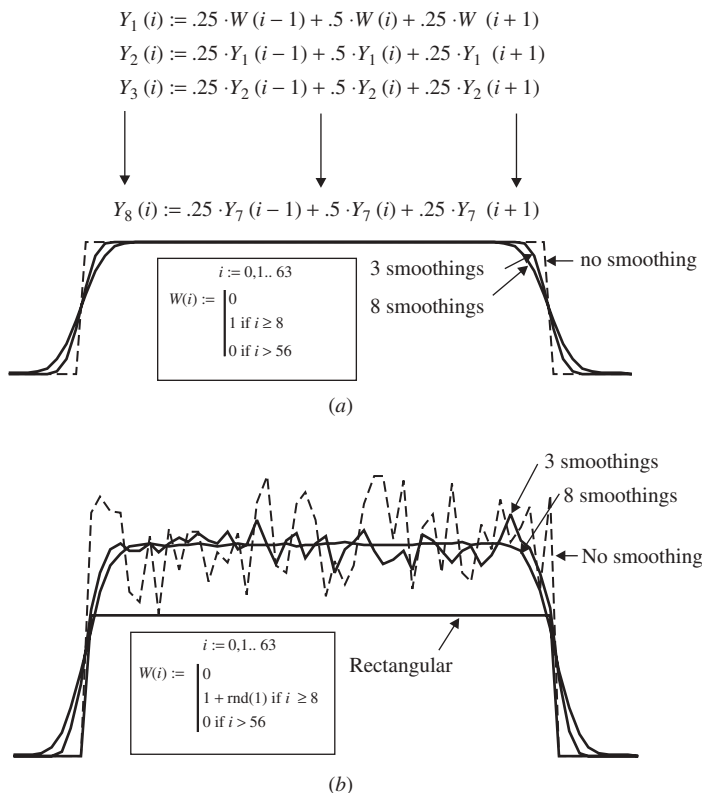 Y₁ (i) := .25 · W (i − 1) + .5 · W (i) + .25 · W (i + 1)
Y₂ (i) := .25 · Y₁ (i − 1) + .5 · Y₁ (i) + .25 · Y₁ (i + 1)
Y₃ (i) := .25 · Y₂ (i − 1) + .5 · Y₂ (i) + .25 · Y₂ (i + 1)
Y₈ (i) := .25 · Y₇ (i − 1) + .5 · Y₇ (i) + .25 · Y₇ (i + 1)
3 smoothings
no smoothing
8 smoothings
i := 0,1.. 63
W(i) := 0
1 if i ≥ 8
0 if i > 56
(a)
3 smoothings
8 smoothings
No smoothing
Rectangular
i := 0,1.. 63
W(i) := 0
1 + rnd(1) if i ≥ 8
0 if i > 56
(b)